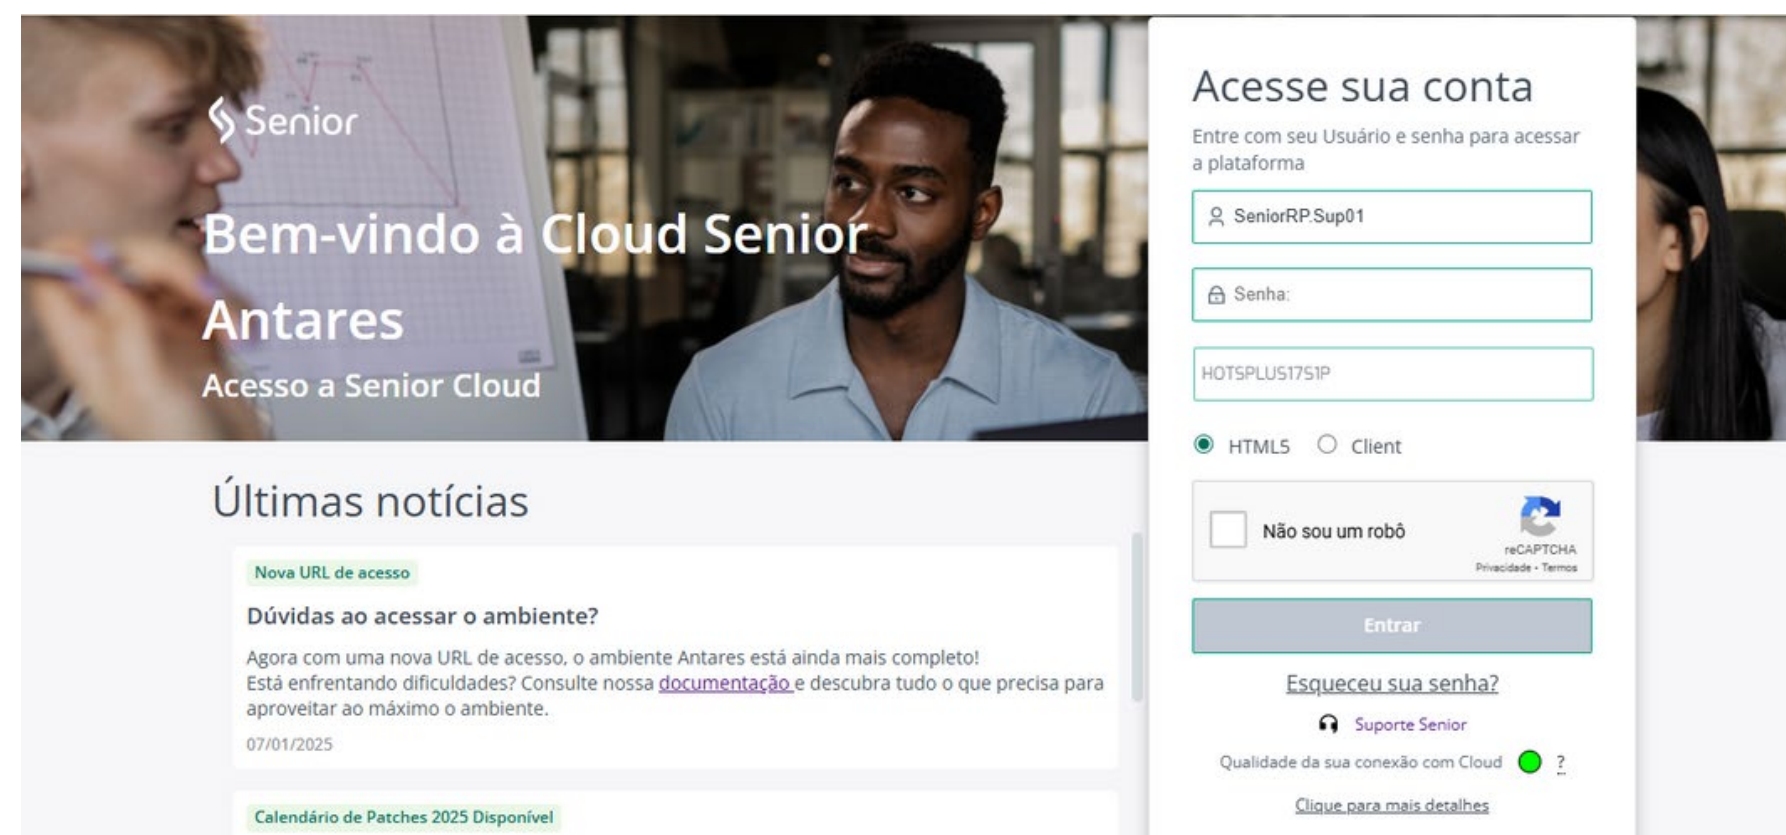 Senior
Bem-vindo à Cloud Senior
Antares
Acesso a Senior Cloud
Acesse sua conta
Entre com seu Usuário e senha para acessar
a plataforma
SeniorRP.Sup01
Senha:
HOTSPLUS17S1P
HTML5 Client
Não sou um robô
reCAPTCHA
Privacidade - Termos
Entrar
Esqueceu sua senha?
Suporte Senior
Qualidade da sua conexão com Cloud ?
Clique para mais detalhes
Últimas notícias
Nova URL de acesso
Dúvidas ao acessar o ambiente?
Agora com uma nova URL de acesso, o ambiente Antares está ainda mais completo!
Está enfrentando dificuldades? Consulte nossa documentação e descubra tudo o que precisa para
aproveitar ao máximo o ambiente.
07/01/2025
Calendário de Patches 2025 Disponível